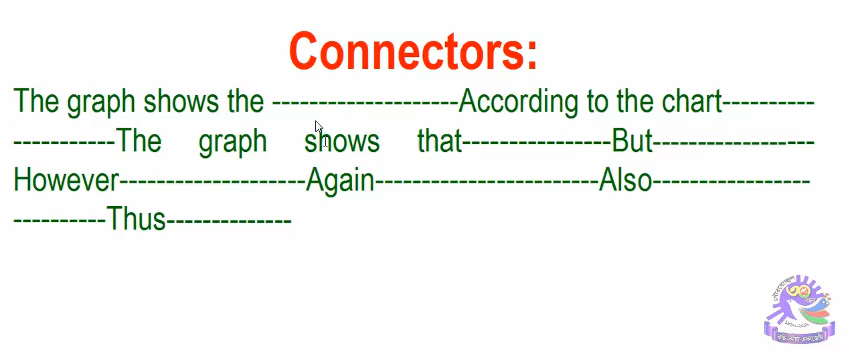 Connectors:
The graph shows the --------------------According to the chart----------
-----------The graph shows that----------------But------------------
However--------------------Again------------------------Also-----------------
----------Thus--------------